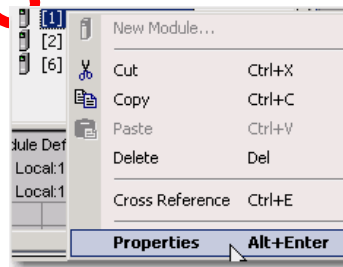 [1]
New Module...
[2]
[6]
Cut Ctrl+X
Copy Ctrl+C
Paste Ctrl+V
Delete Del
dule Def
Local:1
Local:1
Cross Reference Ctrl+E
Properties Alt+Enter